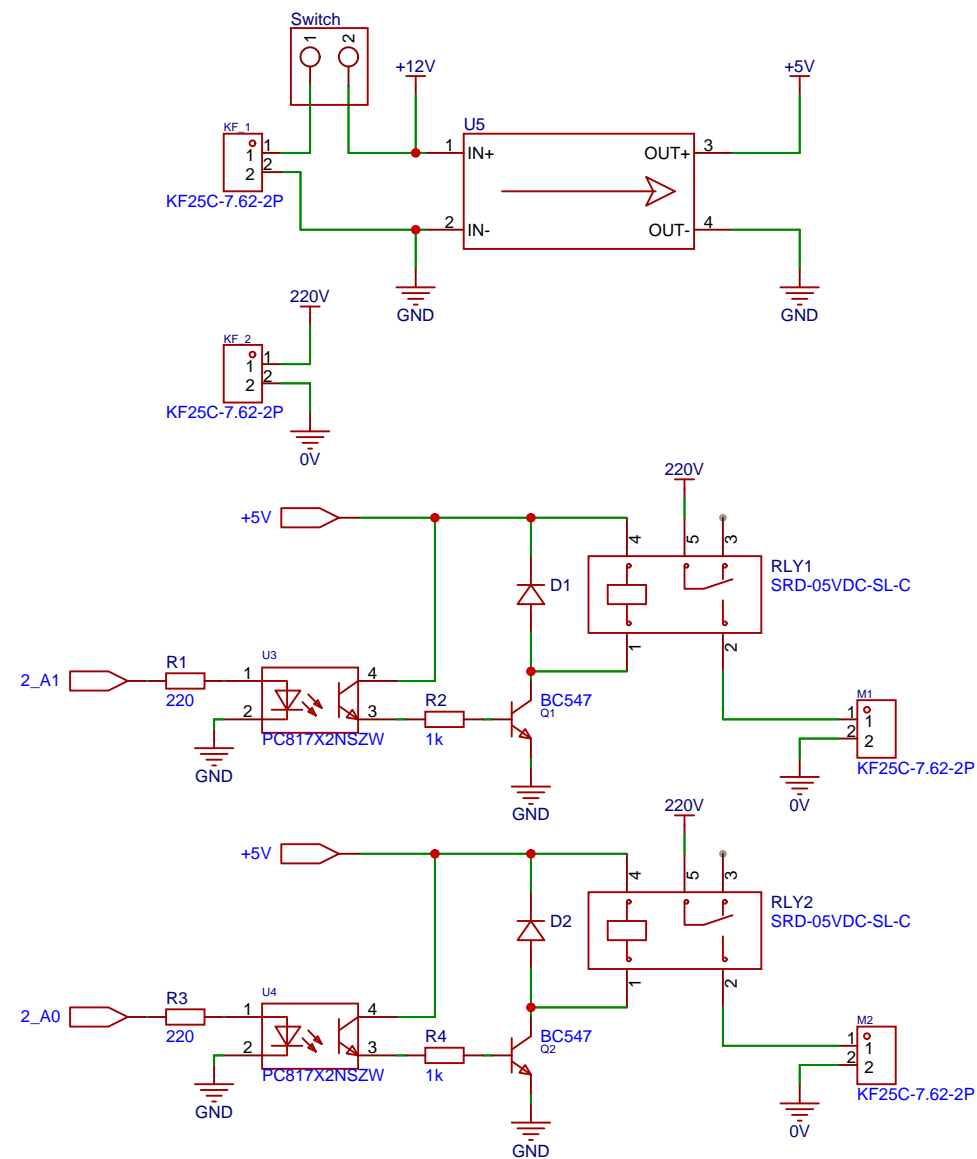 Switch
1 2
+12V
+5V
KF_1
1
1
2
2
KF25C-7.62-2P
U5
1 IN+
OUT+ 3
2 IN-
OUT- 4
GND
GND
220V
KF_2
1
1
2
2
KF25C-7.62-2P
0V
220V
+5V
4 5 3
RLY1
SRD-05VDC-SL-C
D1
1 2
2_A1
R1
220
U3
1 4
2 3
PC817X2NSZW
GND
R2
1k
BC547
Q1
GND
M1
1
1
2
2
KF25C-7.62-2P
0V
220V
+5V
4 5 3
RLY2
SRD-05VDC-SL-C
D2
1 2
2_A0
R3
220
U4
1 4
2 3
PC817X2NSZW
GND
R4
1k
BC547
Q2
GND
M2
1
1
2
2
KF25C-7.62-2P
0V